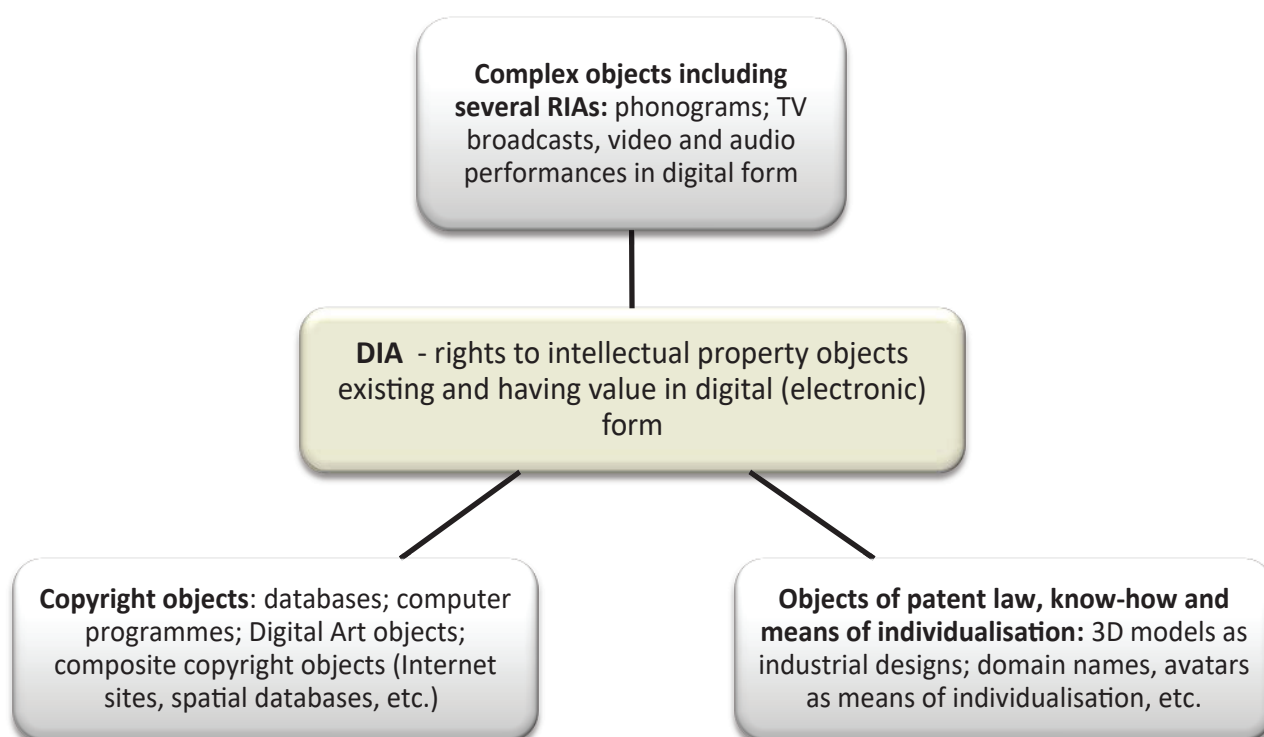 Complex objects including
several RIAs: phonograms; TV
broadcasts, video and audio
performances in digital form
DIA - rights to intellectual property objects
existing and having value in digital (electronic)
form
Copyright objects: databases; computer
programmes; Digital Art objects;
composite copyright objects (Internet
sites, spatial databases, etc.)
Objects of patent law, know-how and
means of individualisation: 3D models as
industrial designs; domain names, avatars
as means of individualisation, etc.